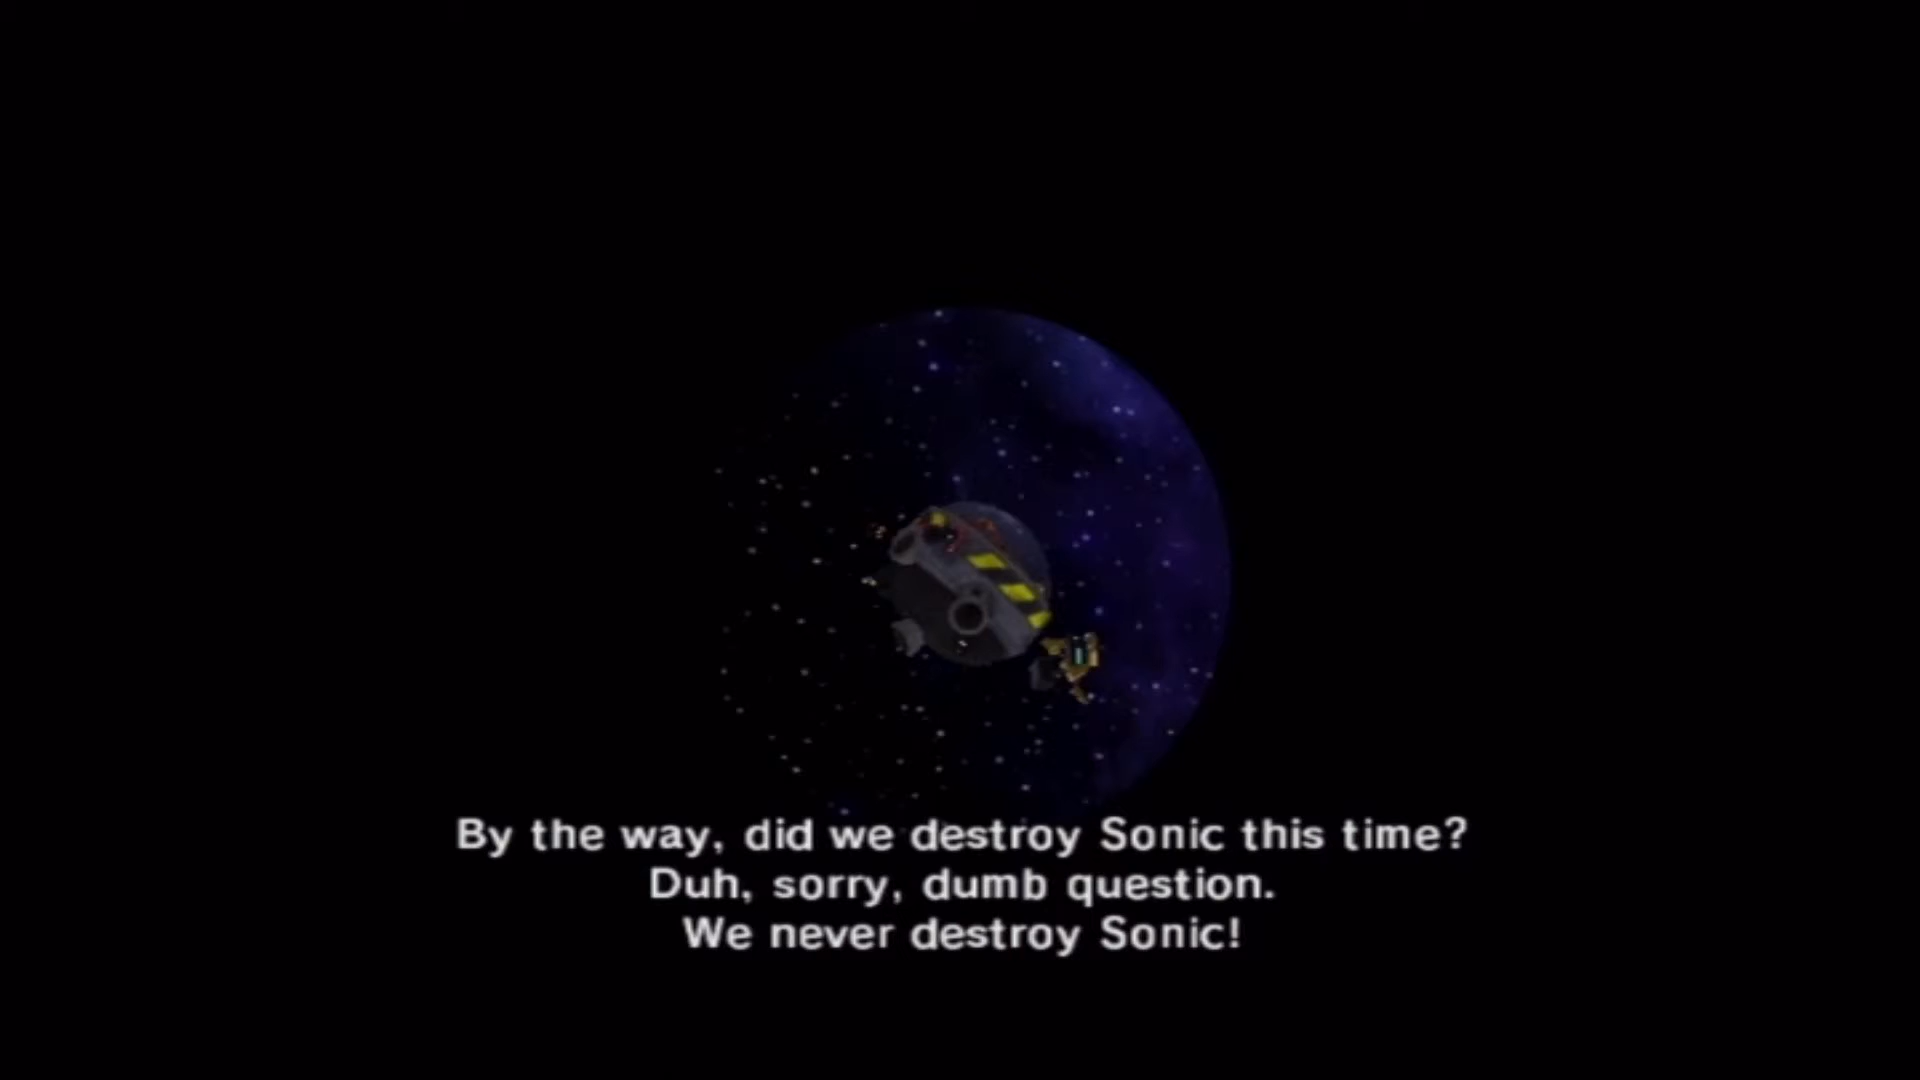 By the way, did we destroy Sonic this time?
Duh, sorry, dumb question.
We never destroy Sonic!